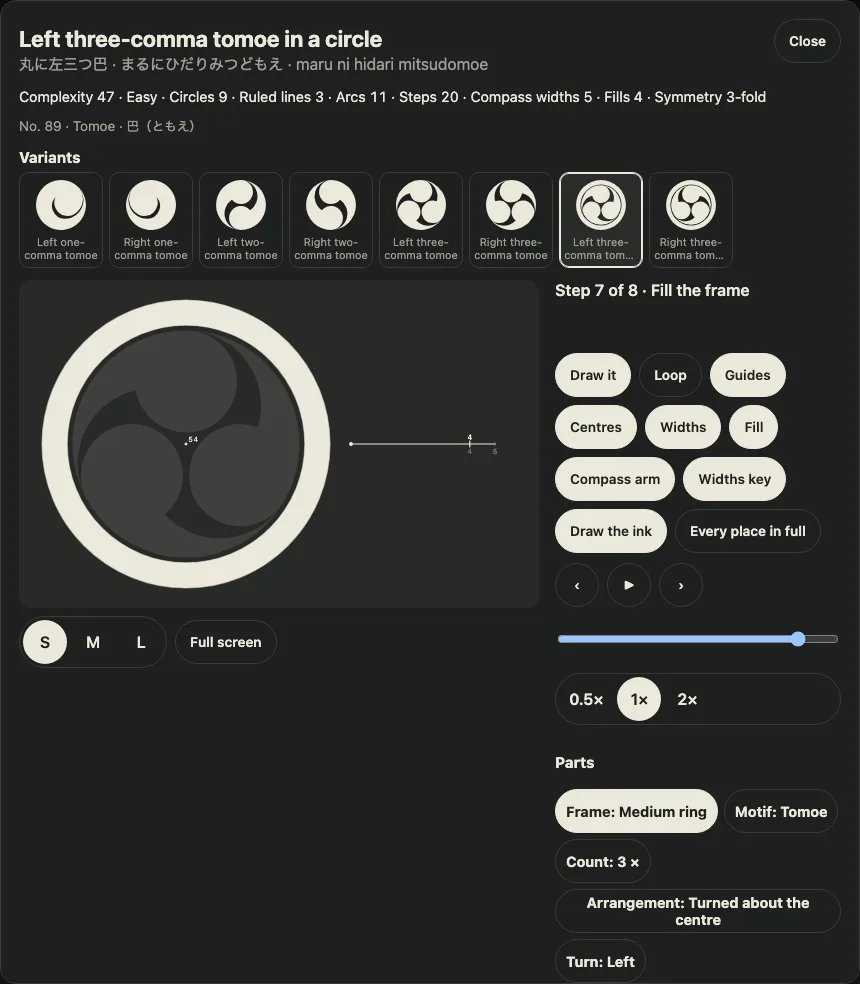 Left three-comma tomoe in a circle
Close
丸に左三つ巴 · まるにひだりみつどもえ · maru ni hidari mitsudomoe
Complexity 47 · Easy · Circles 9 · Ruled lines 3 · Arcs 11 · Steps 20 · Compass widths 5 · Fills 4 · Symmetry 3-fold
No. 89 · Tomoe · 巴（ともえ）
Variants
Left one-
comma tomoe
Right one-
comma tomoe
Left two-
comma tomoe
Right two-
comma tomoe
Left three-
comma tomoe
Right three-
comma tomoe
Left three-
comma tom...
Right three-
comma tom...
54
4
4
5
S
M
L
Full screen
Step 7 of 8 · Fill the frame
Draw it
Loop
Guides
Centres
Widths
Fill
Compass arm
Widths key
Draw the ink
Every place in full
‹
▶
›
0.5×
1×
2×
Parts
Frame: Medium ring
Motif: Tomoe
Count: 3 ×
Arrangement: Turned about the
centre
Turn: Left